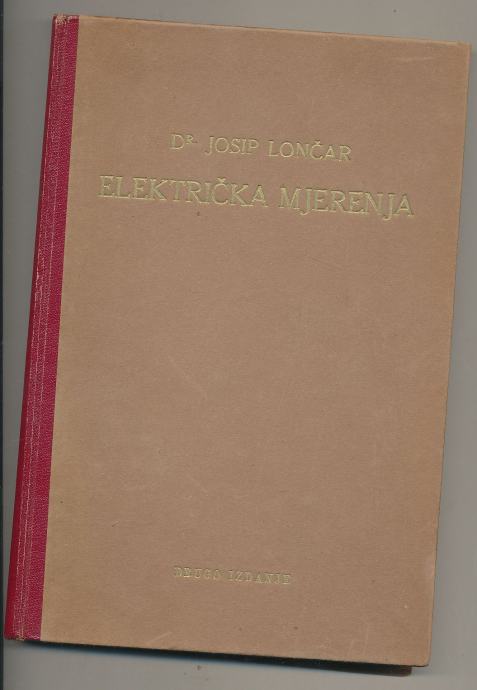 Dr. JOSIP LONČAR
ELEKTRIČKA MJERENJA
DRUGO IZDANJE